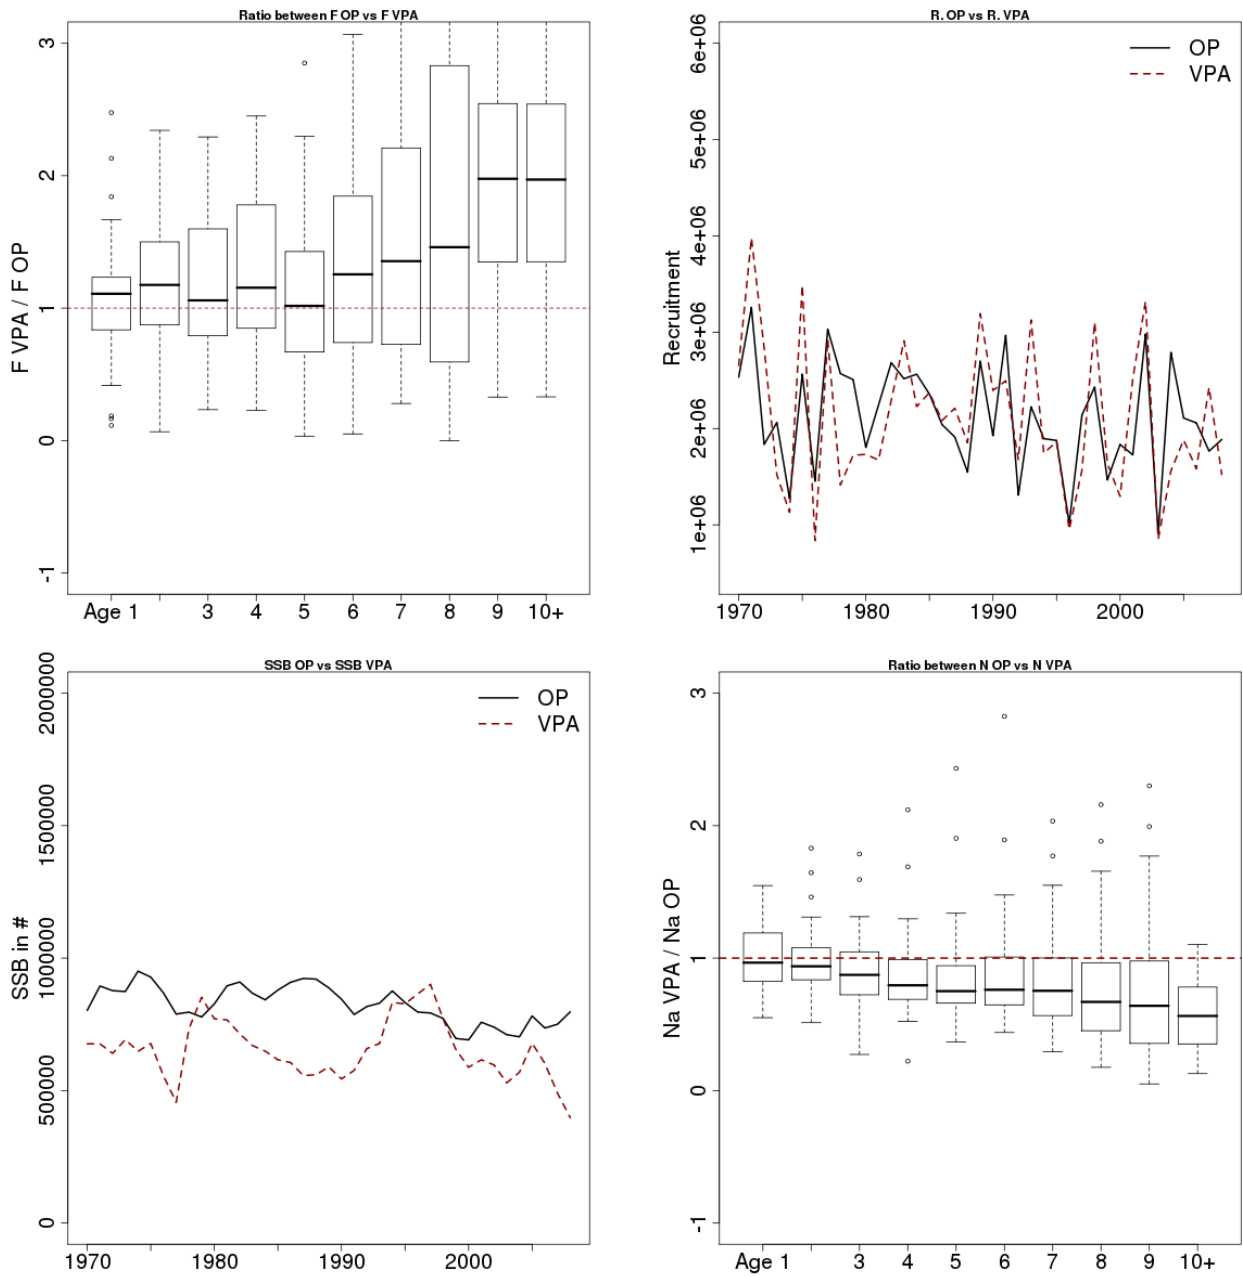 Ratio between F OP vs F VPA
F VPA / F OP
3
2
1
0
-1
Age 1
3
4
5
6
7
8
9
10+
R. OP vs R. VPA
Recruitment
6e+06
5e+06
4e+06
3e+06
2e+06
1e+06
OP
VPA
1970
1980
1990
2000
SSB OP vs SSB VPA
SSB in #
2000000
1500000
1000000
500000
0
OP
VPA
1970
1980
1990
2000
Ratio between N OP vs N VPA
Na VPA / Na OP
3
2
1
0
-1
Age 1
3
4
5
6
7
8
9
10+